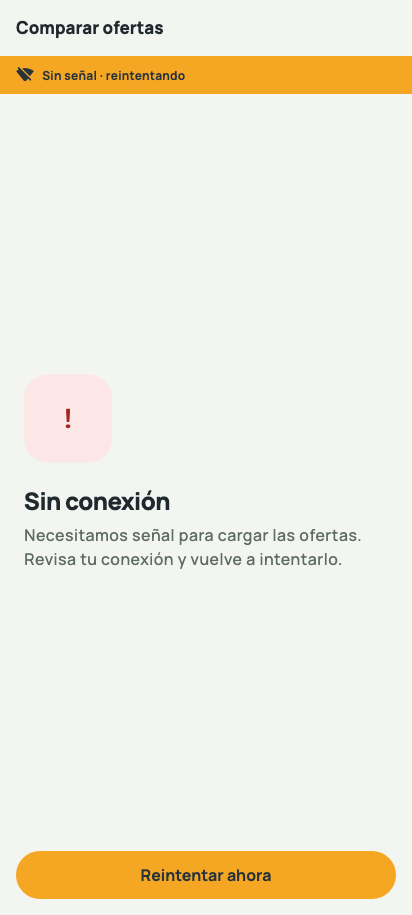 Comparar ofertas
Sin señal · reintentando
!
Sin conexión
Necesitamos señal para cargar las ofertas.
Revisa tu conexión y vuelve a intentarlo.
Reintentar ahora